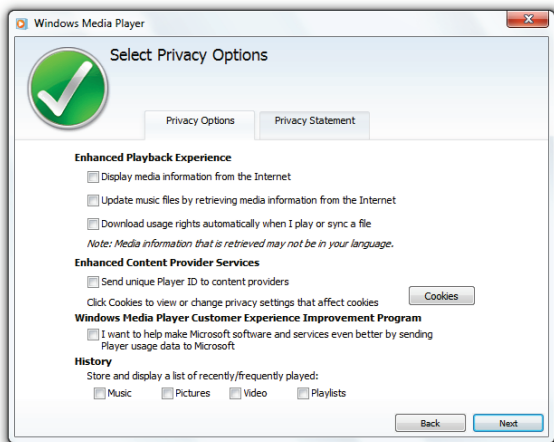 Windows Media Player
Select Privacy Options
Privacy Options
Privacy Statement
Enhanced Playback Experience
Display media information from the Internet
Update music files by retrieving media information from the Internet
Download usage rights automatically when I play or sync a file
Note: Media information that is retrieved may not be in your language.
Enhanced Content Provider Services
Send unique Player ID to content providers
Click Cookies to view or change privacy settings that affect cookies
Cookies
Windows Media Player Customer Experience Improvement Program
I want to help make Microsoft software and services even better by sending
Player usage data to Microsoft
History
Store and display a list of recently/frequently played:
Music Pictures Video Playlists
Back Next